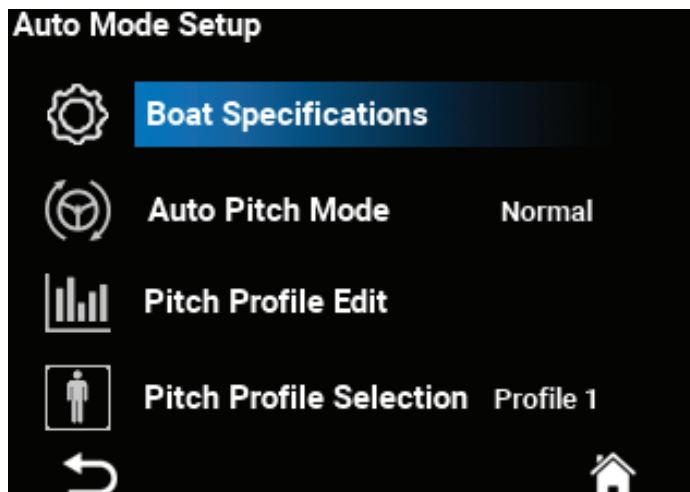 Auto Mode Setup
Boat Specifications
Auto Pitch Mode Normal
Pitch Profile Edit
Pitch Profile Selection Profile 1